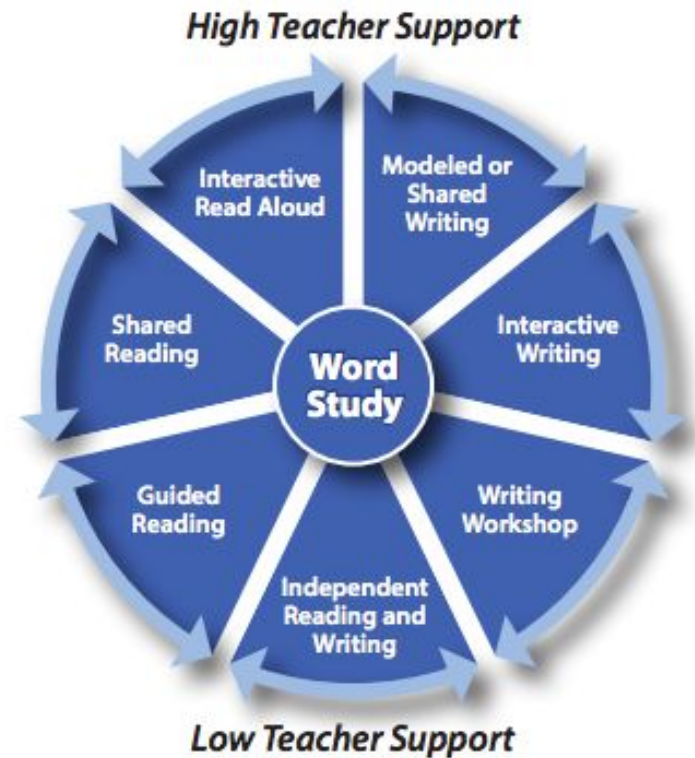 High Teacher Support
Interactive
Read Aloud
Modeled or
Shared
Writing
Shared
Reading
Interactive
Writing
Word
Study
Guided
Reading
Writing
Workshop
Independent
Reading and
Writing
Low Teacher Support